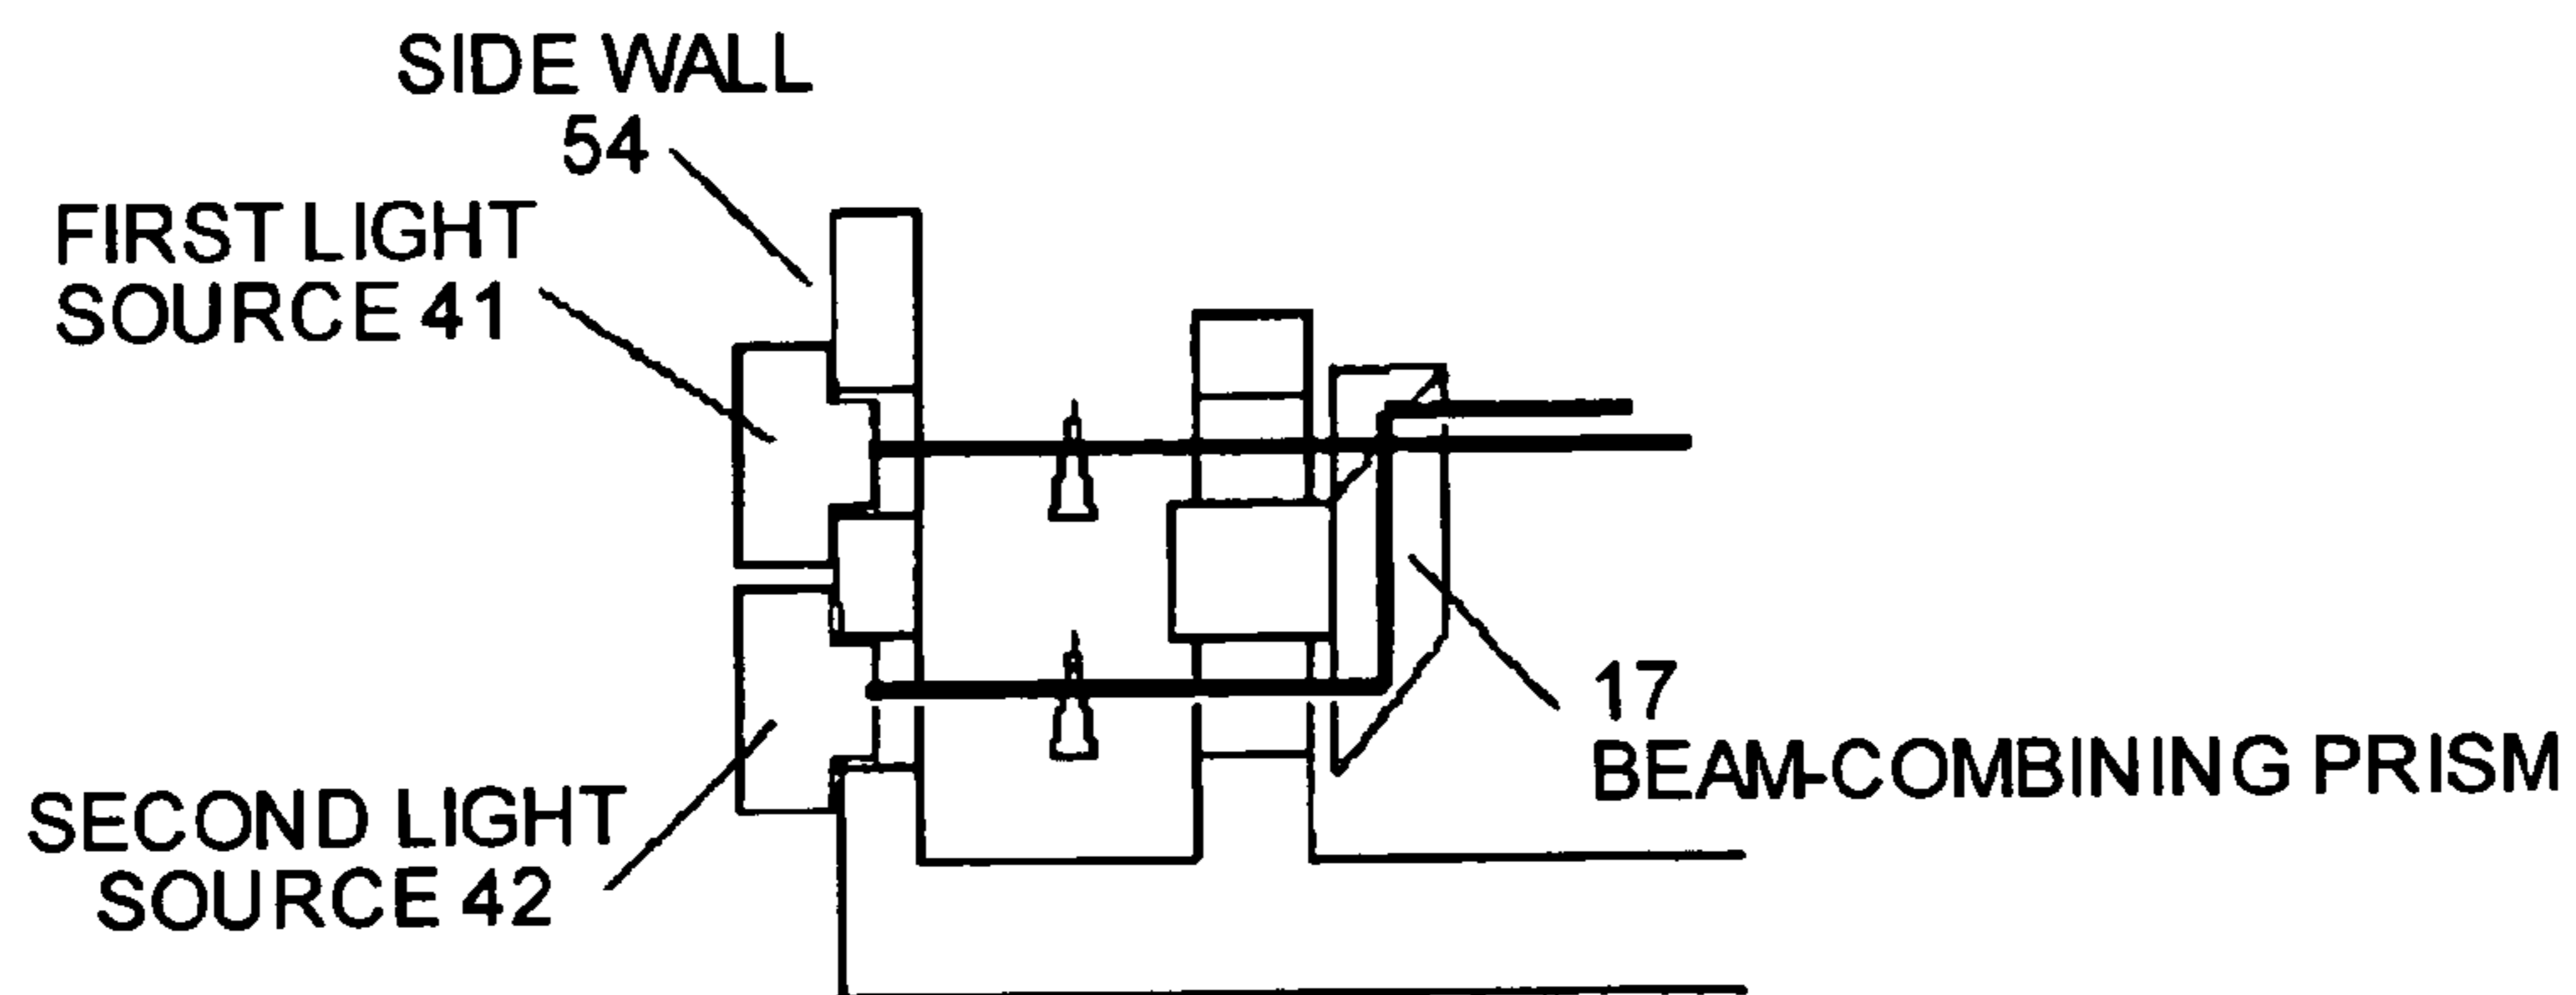 SIDE WALL
54
FIRST LIGHT
SOURCE 41
SECOND LIGHT
SOURCE 42
17
BEAM-COMBINING PRISM